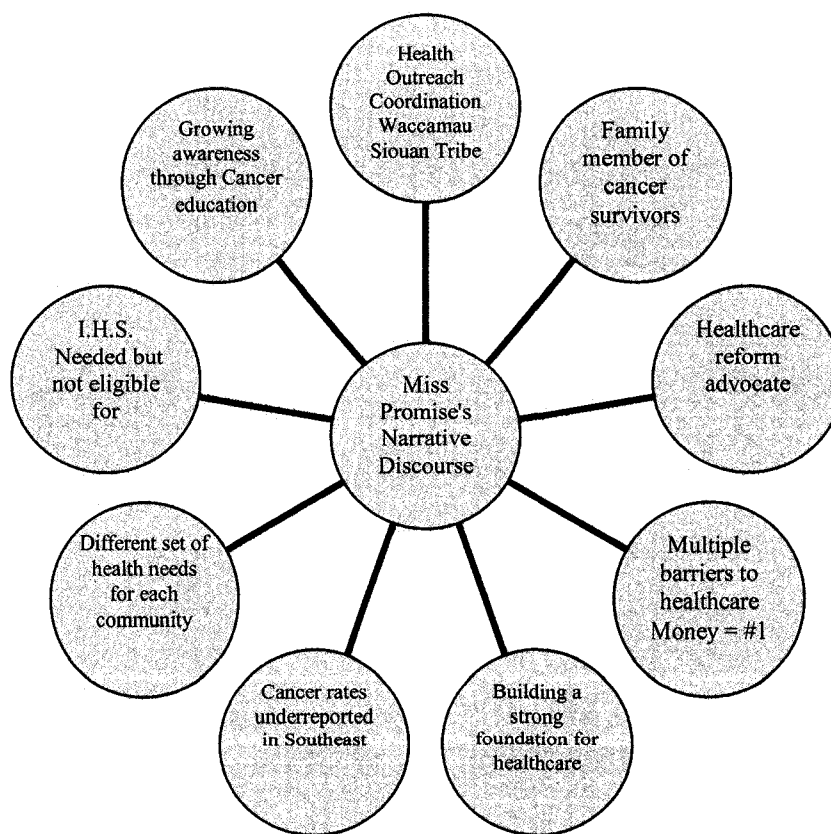 Health
Outreach
Coordination
Waccamau
Siouan Tribe
Family
member of
cancer
survivors
Healthcare
reform
advocate
Multiple
barriers to
healthcare
Money = #1
Building a
strong
foundation for
healthcare
Cancer rates
underreported
in Southeast
Different set of
health needs
for each
community
I.H.S.
Needed but
not eligible
for
Growing
awareness
through Cancer
education
Miss
Promise's
Narrative
Discourse